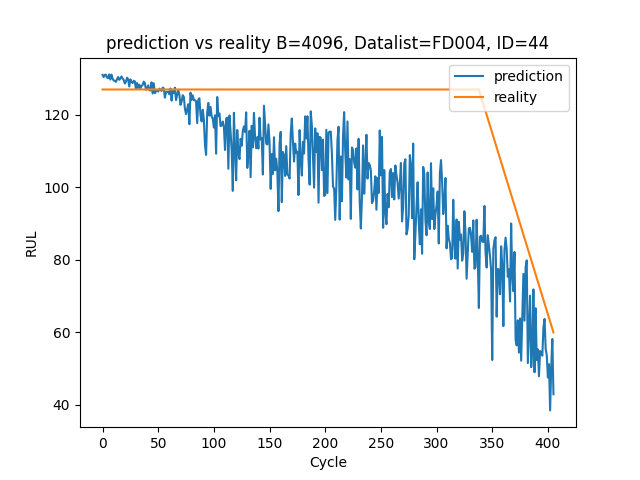 prediction vs reality B=4096, Datalist=FD004, ID=44
prediction
reality
120
100
80
60
40
RUL
0 50 100 150 200 250 300 350 400
Cycle